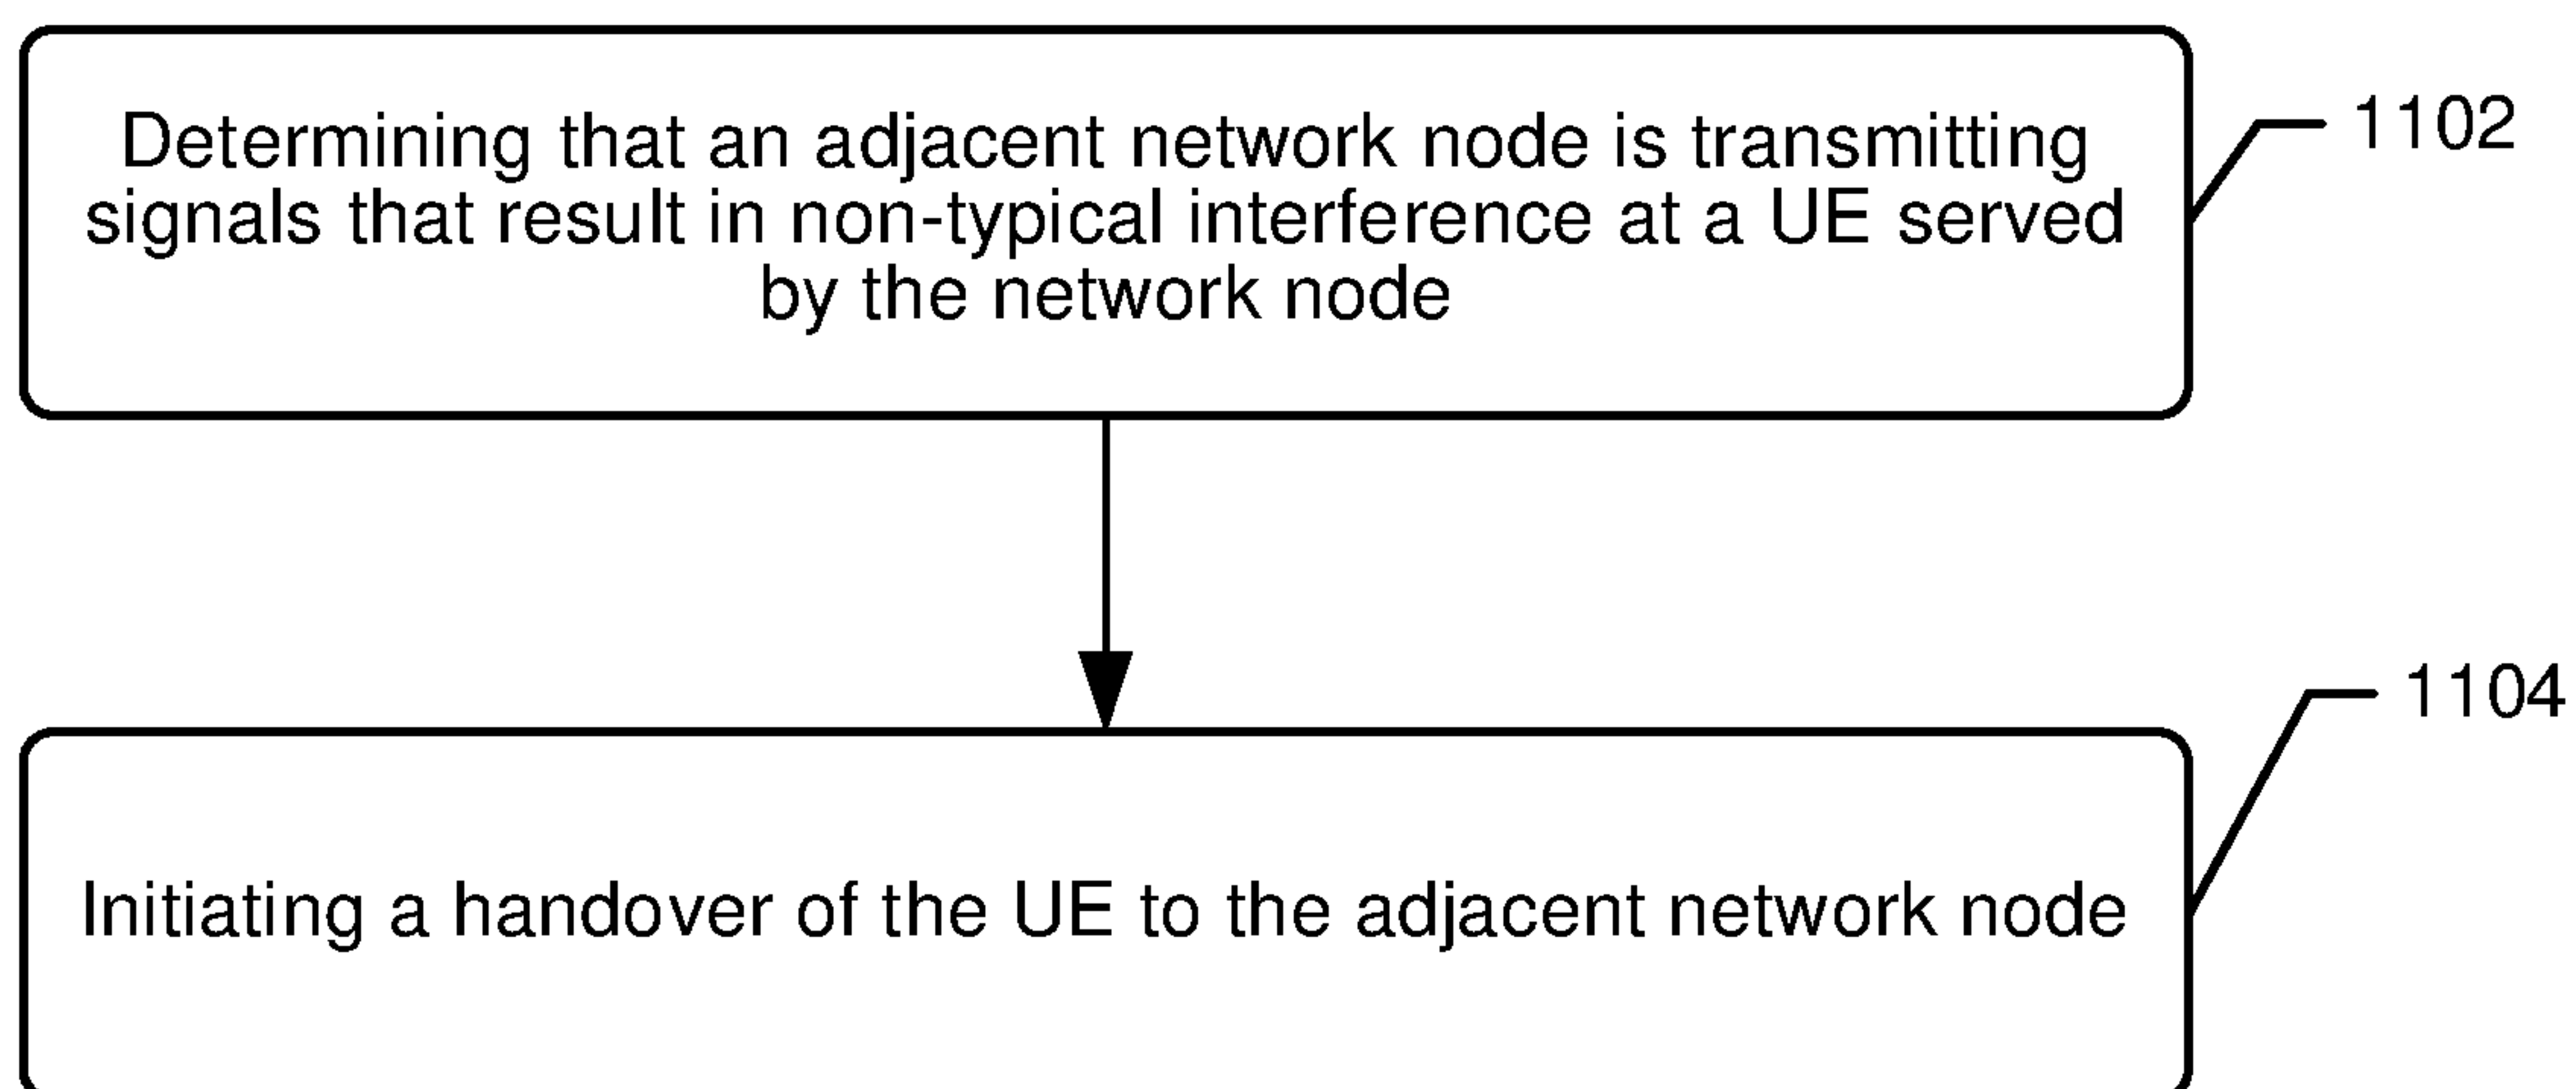 Determining that an adjacent network node is transmitting
signals that result in non-typical interference at a UE served
by the network node
1102
Initiating a handover of the UE to the adjacent network node
1104